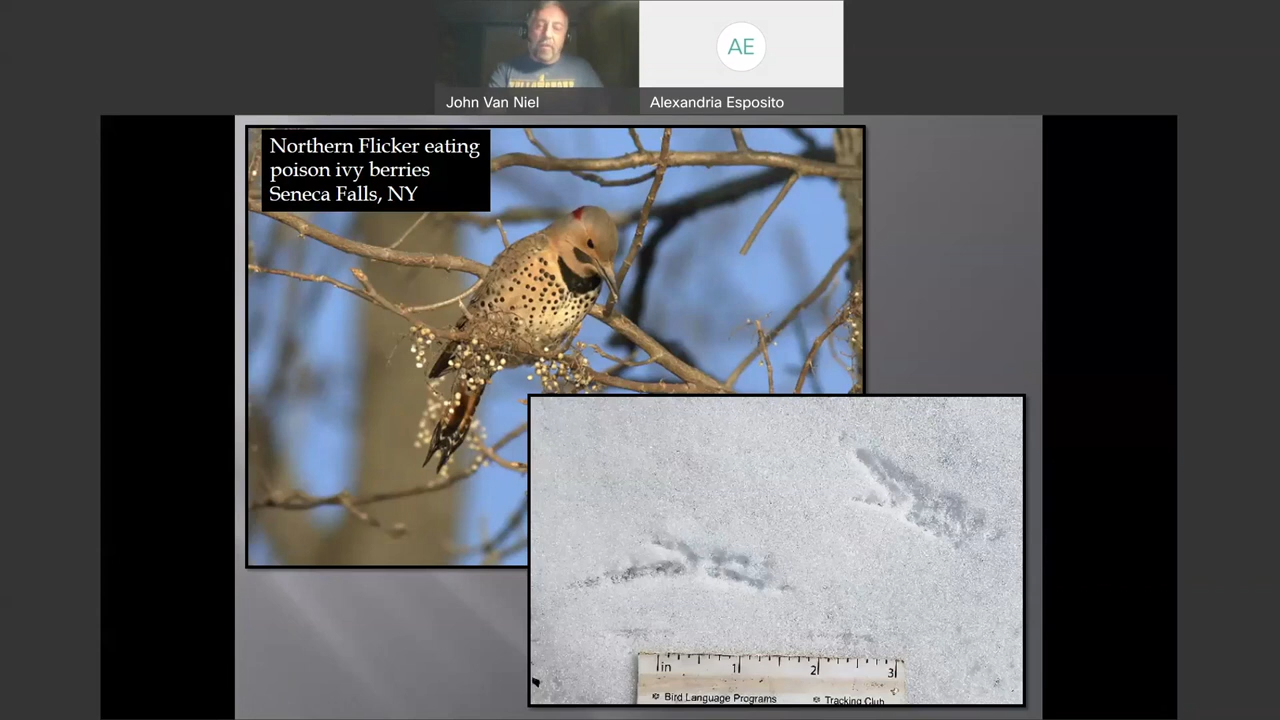 AE
John Van Niel
Alexandria Esposito
Northern Flicker eating
poison ivy berries
Seneca Falls, NY
in 1 2 3
Bird Language Programs
Tracking Club